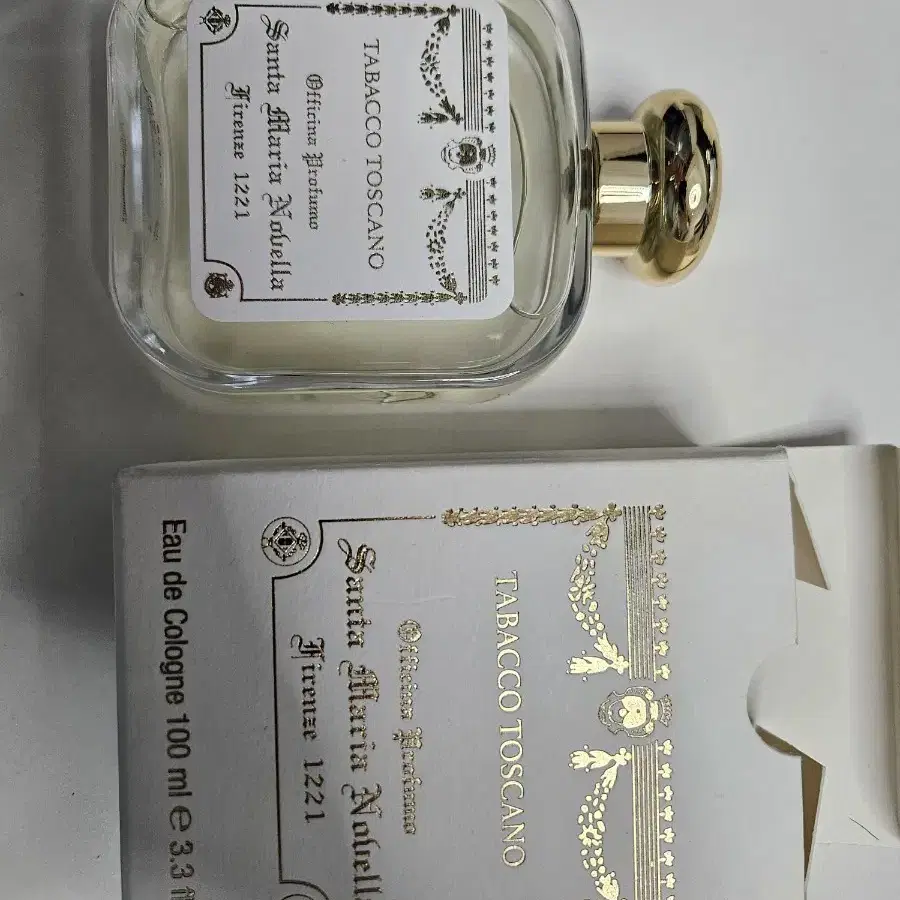 TABACCO TOSCANO
Officina Profumo
Santa Maria Novella
Firenze 1221
TABACCO TOSCANO
Officina Profumo
Santa Maria Novella
Firenze 1221
Eau de Cologne 100 ml e 3.3 fl